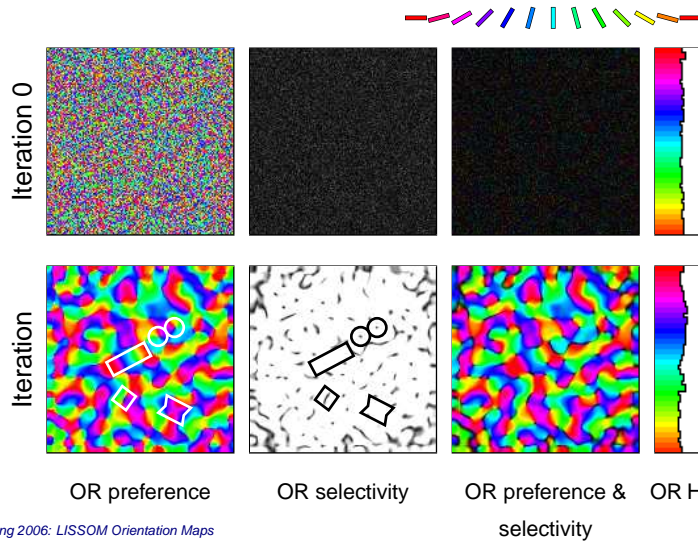 Iteration 0
Iteration
OR preference
OR selectivity
OR preference &
selectivity
OR H
ng 2006: LISSOM Orientation Maps